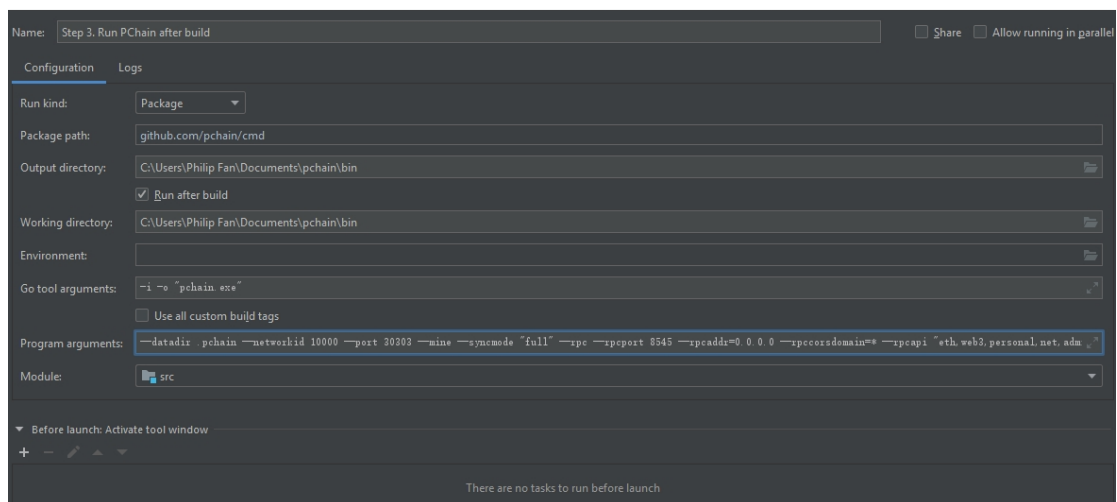 Name: Step 3. Run PChain after build Share Allow running in parallel
Configuration Logs
Run kind: Package
Package path: github.com/pchain/cmd
Output directory: C:\Users\Philip Fan\Documents\pchain\bin
Run after build
Working directory: C:\Users\Philip Fan\Documents\pchain\bin
Environment:
Go tool arguments: -i -o "pchain.exe"
Use all custom build tags
Program arguments: --datadir .pchain --networkid 10000 --port 30303 --mine --syncmode "full" --rpc --rpcport 8545 --rpcaddr=0.0.0.0 --rpccorsdomain=* --rpcapi "eth,web3,personal,net,adm
Module: src
Before launch: Activate tool window
There are no tasks to run before launch